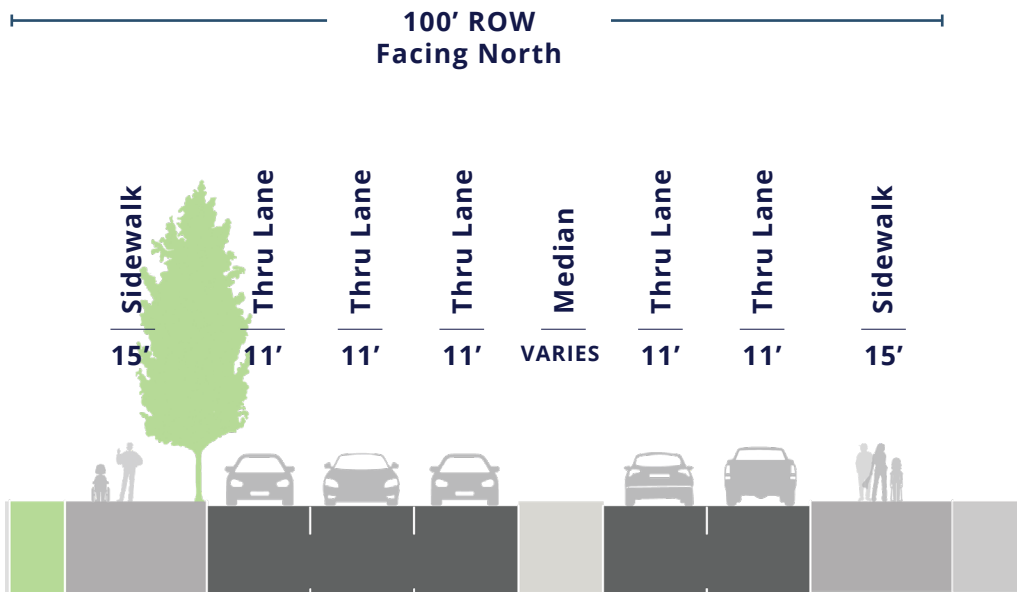 100’ ROW
Facing North
Sidewalk
15’
Thru Lane
11’
Thru Lane
11’
Thru Lane
11’
Median
VARIES
Thru Lane
11’
Thru Lane
11’
Sidewalk
15’